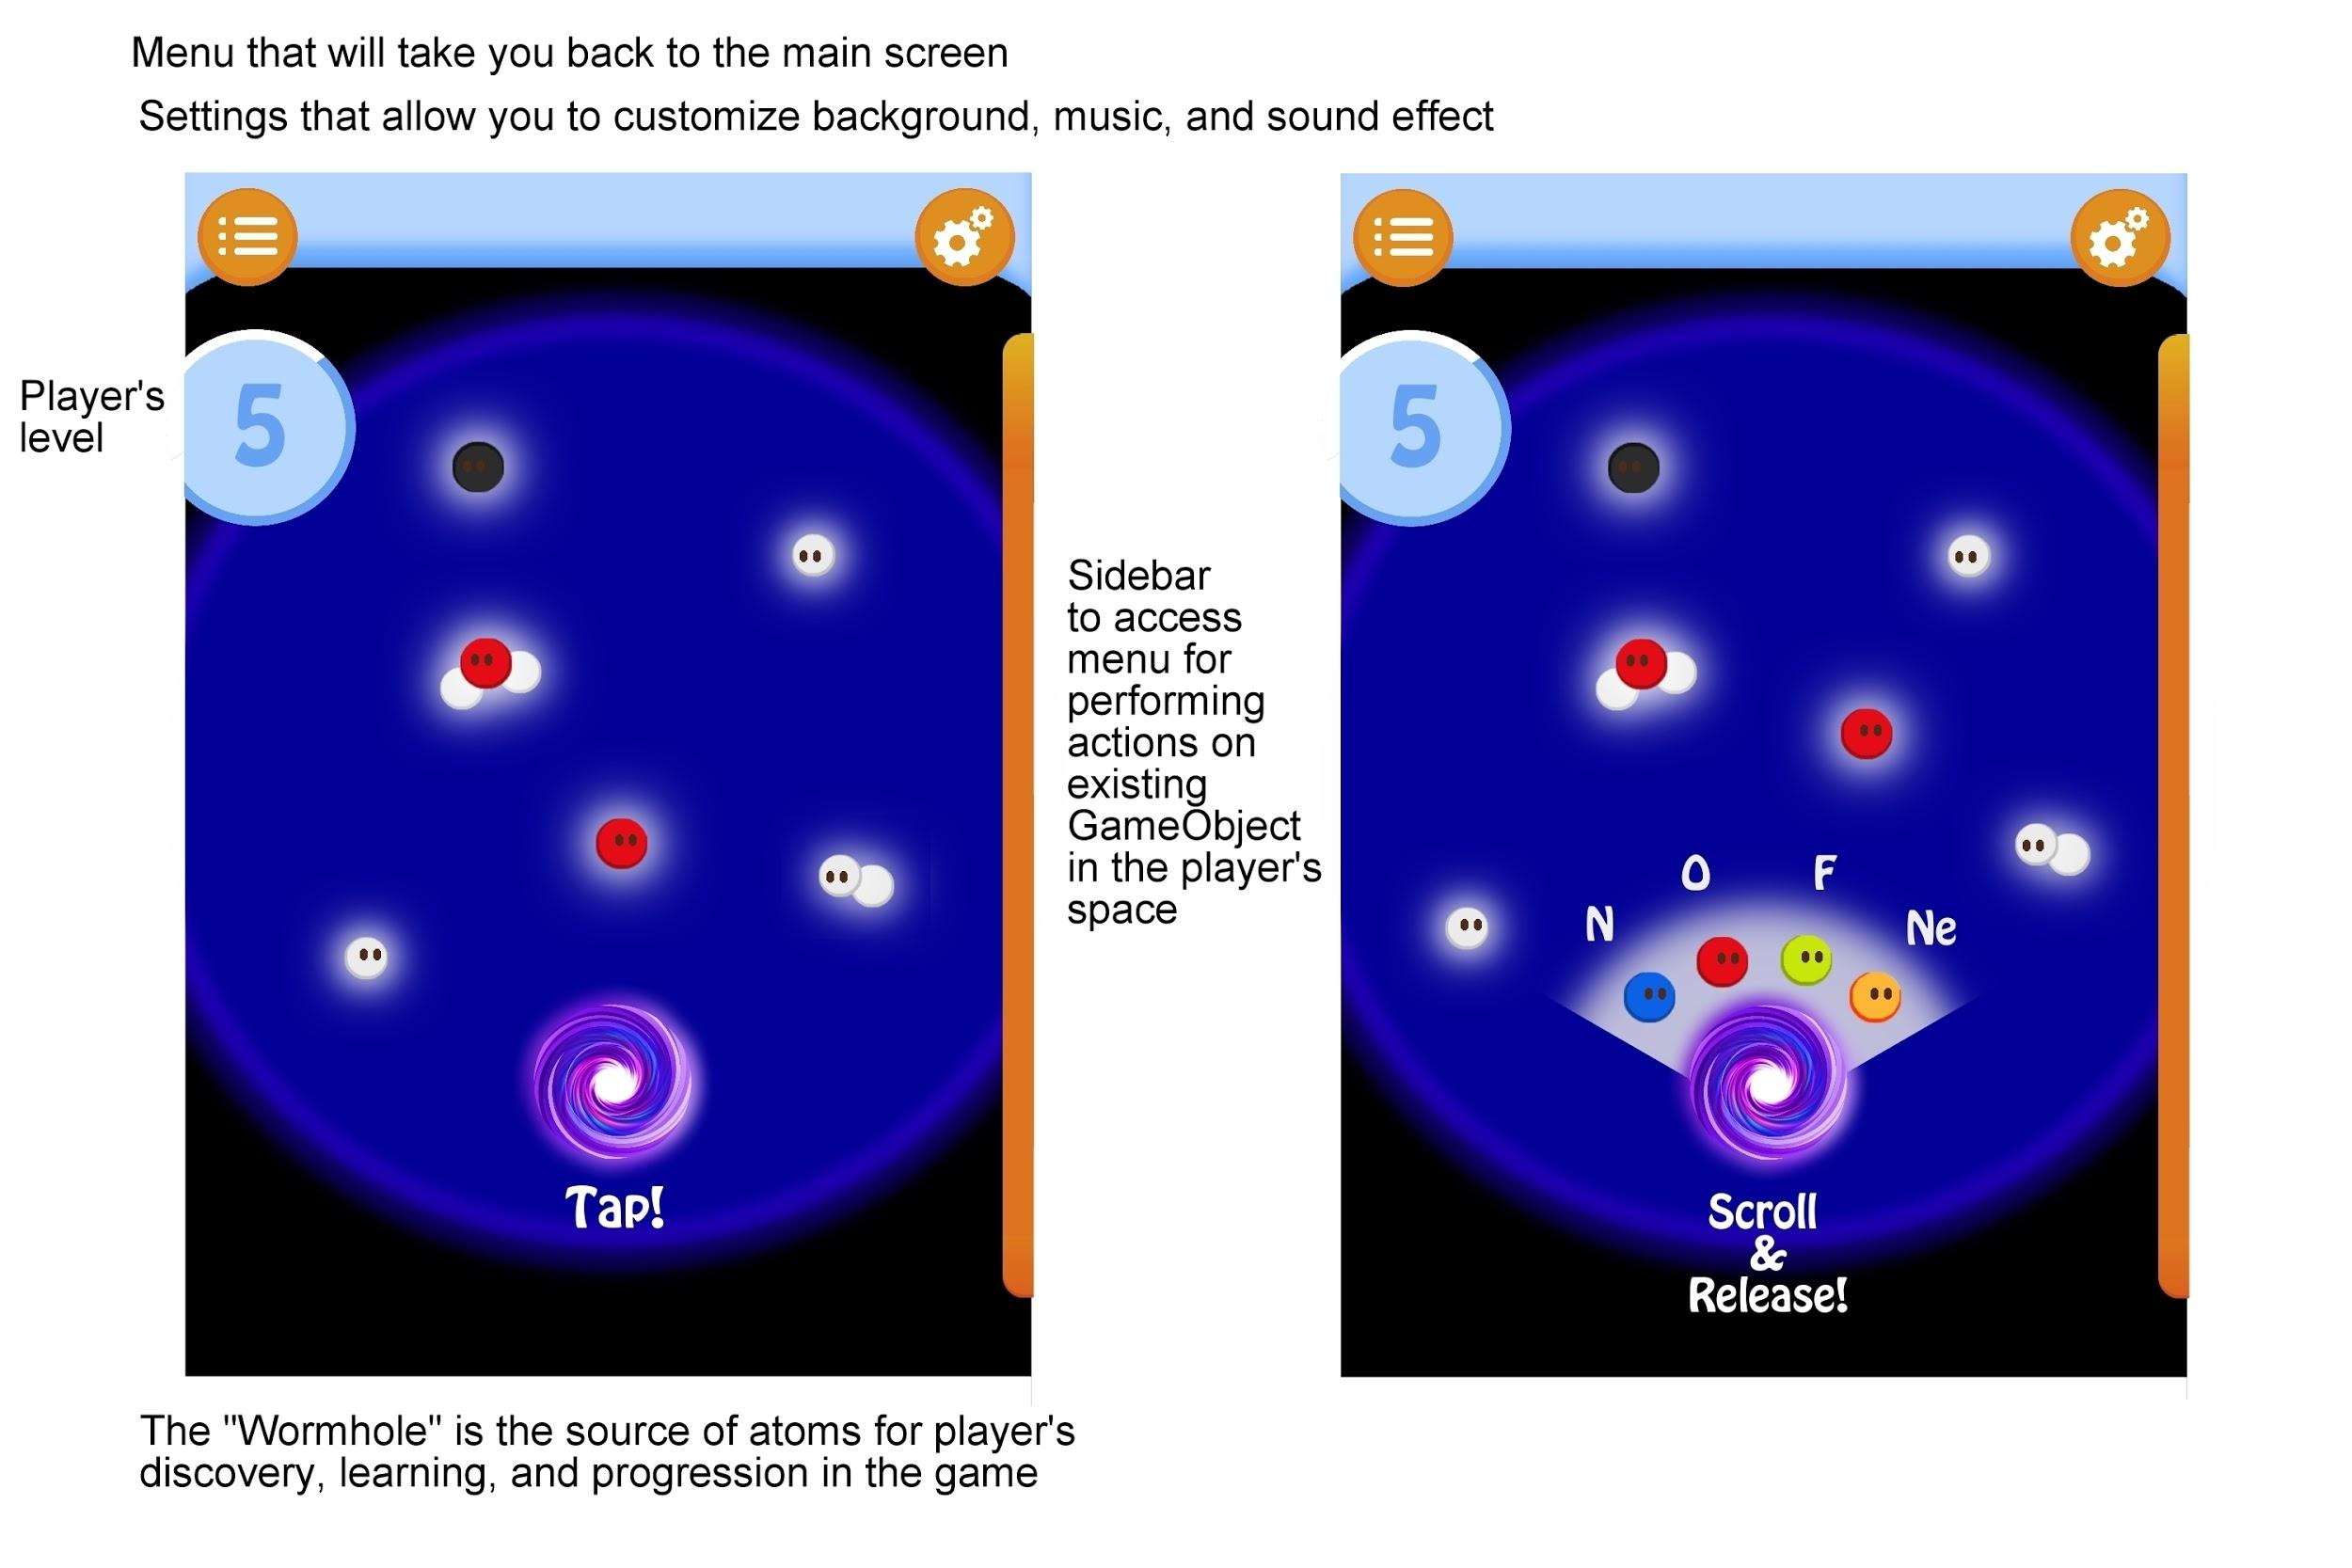 Menu that will take you back to the main screen
Settings that allow you to customize background, music, and sound effect
Player's
level
5
Tap!
Sidebar
to access
menu for
performing
actions on
existing
GameObject
in the player's
space
5
O F
N Ne
Scroll
&
Release!
The "Wormhole" is the source of atoms for player's
discovery, learning, and progression in the game